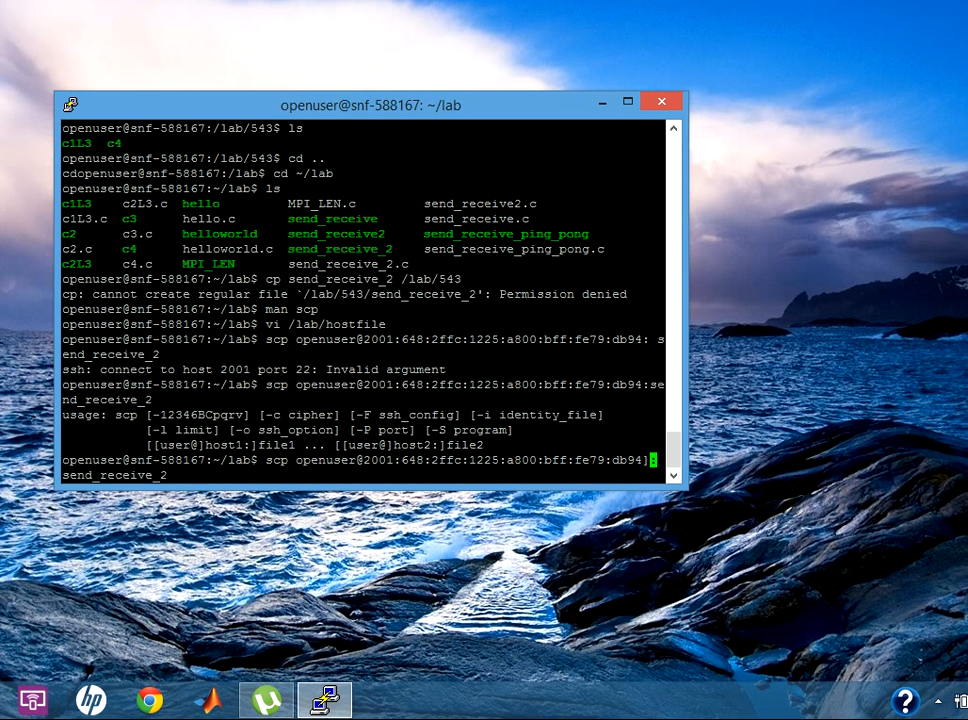 openuser@snf-588167: ~/lab
openuser@snf-588167:/lab/543$ ls
c1L3 c4
openuser@snf-588167:/lab/543$ cd ..
cdopenuser@snf-588167:/lab$ cd ~/lab
openuser@snf-588167:~/lab$ ls
c1L3 c2L3.c hello MPI_LEN.c send_receive2.c
c1L3.c c3 hello.c send_receive send_receive.c
c2 c3.c helloworld send_receive2 send_receive_ping_pong
c2.c c4 helloworld.c send_receive_2 send_receive_ping_pong.c
c2L3 c4.c MPI_LEN send_receive_2.c
openuser@snf-588167:~/lab$ cp send_receive_2 /lab/543
cp: cannot create regular file `/lab/543/send_receive_2': Permission denied
openuser@snf-588167:~/lab$ man scp
openuser@snf-588167:~/lab$ vi /lab/hostfile
openuser@snf-588167:~/lab$ scp openuser@2001:648:2ffc:1225:a800:bff:fe79:db94: s
end_receive_2
ssh: connect to host 2001 port 22: Invalid argument
openuser@snf-588167:~/lab$ scp openuser@2001:648:2ffc:1225:a800:bff:fe79:db94:se
nd_receive_2
usage: scp [-12346BCpqrv] [-c cipher] [-F ssh_config] [-i identity_file]
[-l limit] [-o ssh_option] [-P port] [-S program]
[[user@]host1:]file1 ... [[user@]host2:]file2
openuser@snf-588167:~/lab$ scp openuser@2001:648:2ffc:1225:a800:bff:fe79:db94]:
send_receive_2
hp